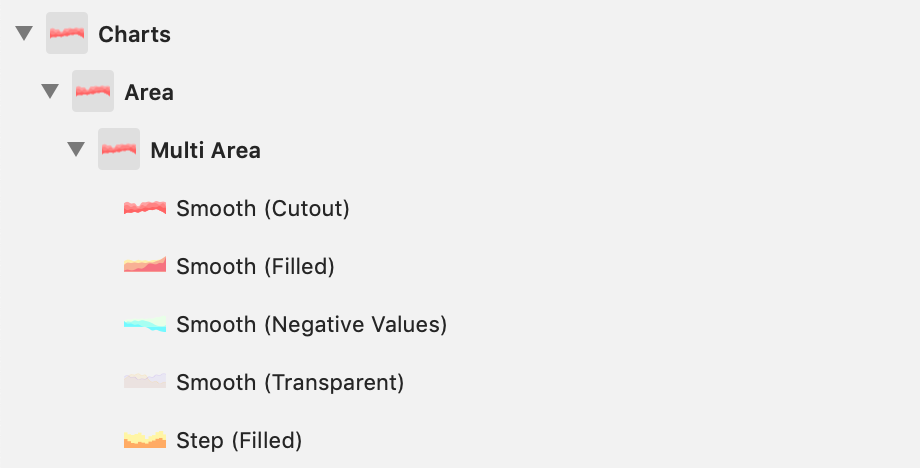 Charts
Area
Multi Area
Smooth (Cutout)
Smooth (Filled)
Smooth (Negative Values)
Smooth (Transparent)
Step (Filled)